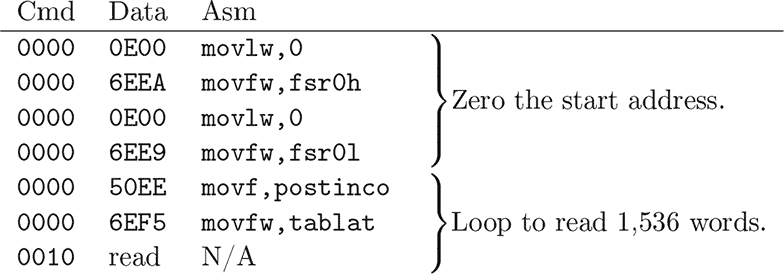 Cmd Data Asm
0000 0E00 movlw,0
0000 6EEA movfw,fsr0h
0000 0E00 movlw,0
0000 6EE9 movfw,fsr0l
Zero the start address.
0000 50EE movf,postinco
0000 6EF5 movfw,tablat
0010 read N/A
Loop to read 1,536 words.